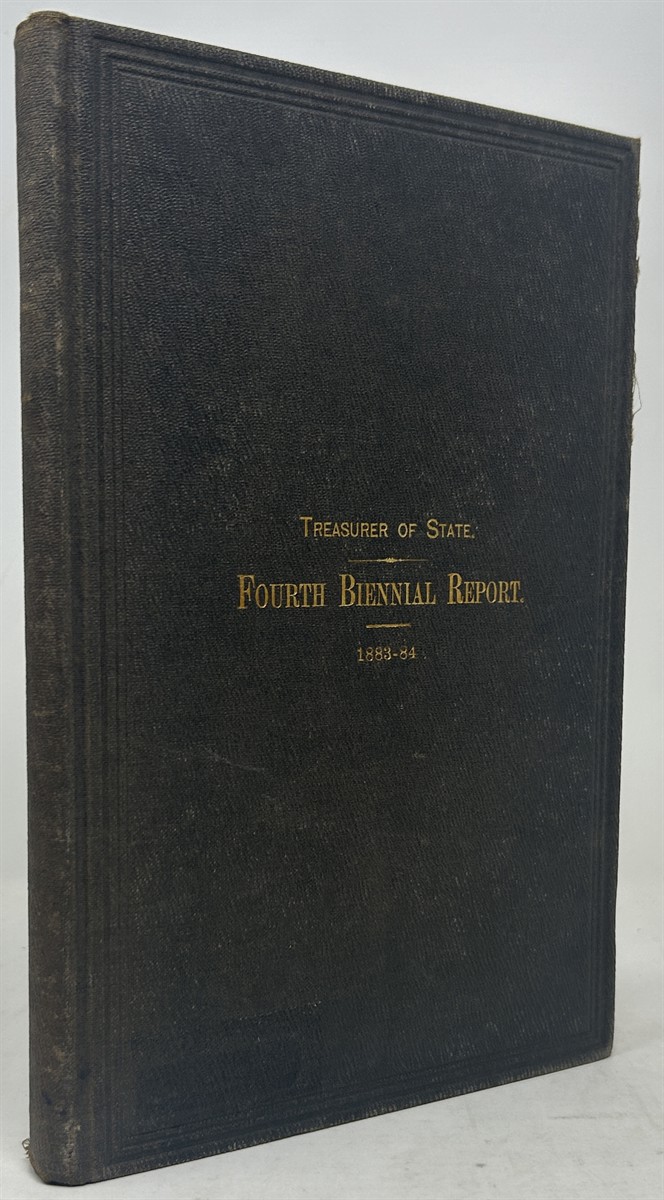 TREASURER OF STATE.
FOURTH BIENNIAL REPORT.
1883-84.